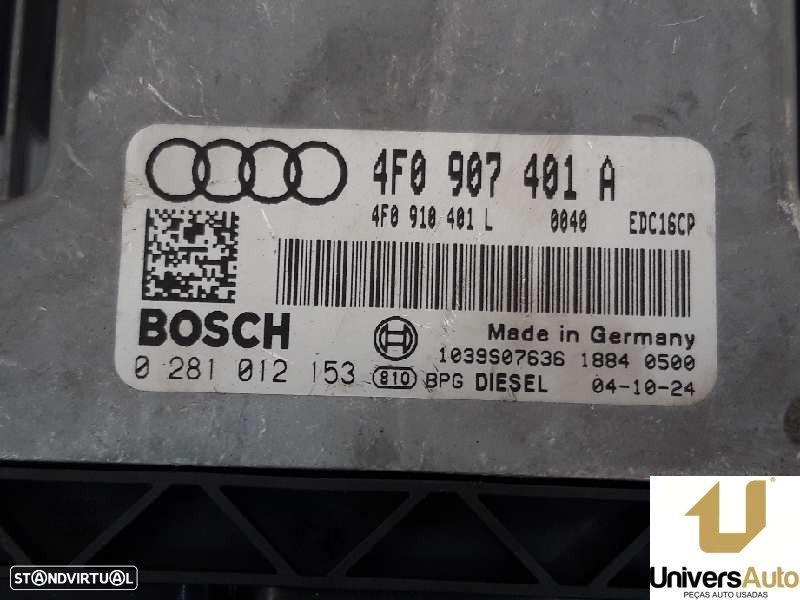 4F0 907 401 A
4F0 910 401 L 0040 EDC16CP
BOSCH
Made in Germany
1039S07636 1884 0500
0 281 012 153 810 BPG DIESEL 04-10-24
STANDVIRTUAL
UniversAuto
PEÇAS AUTO USADAS